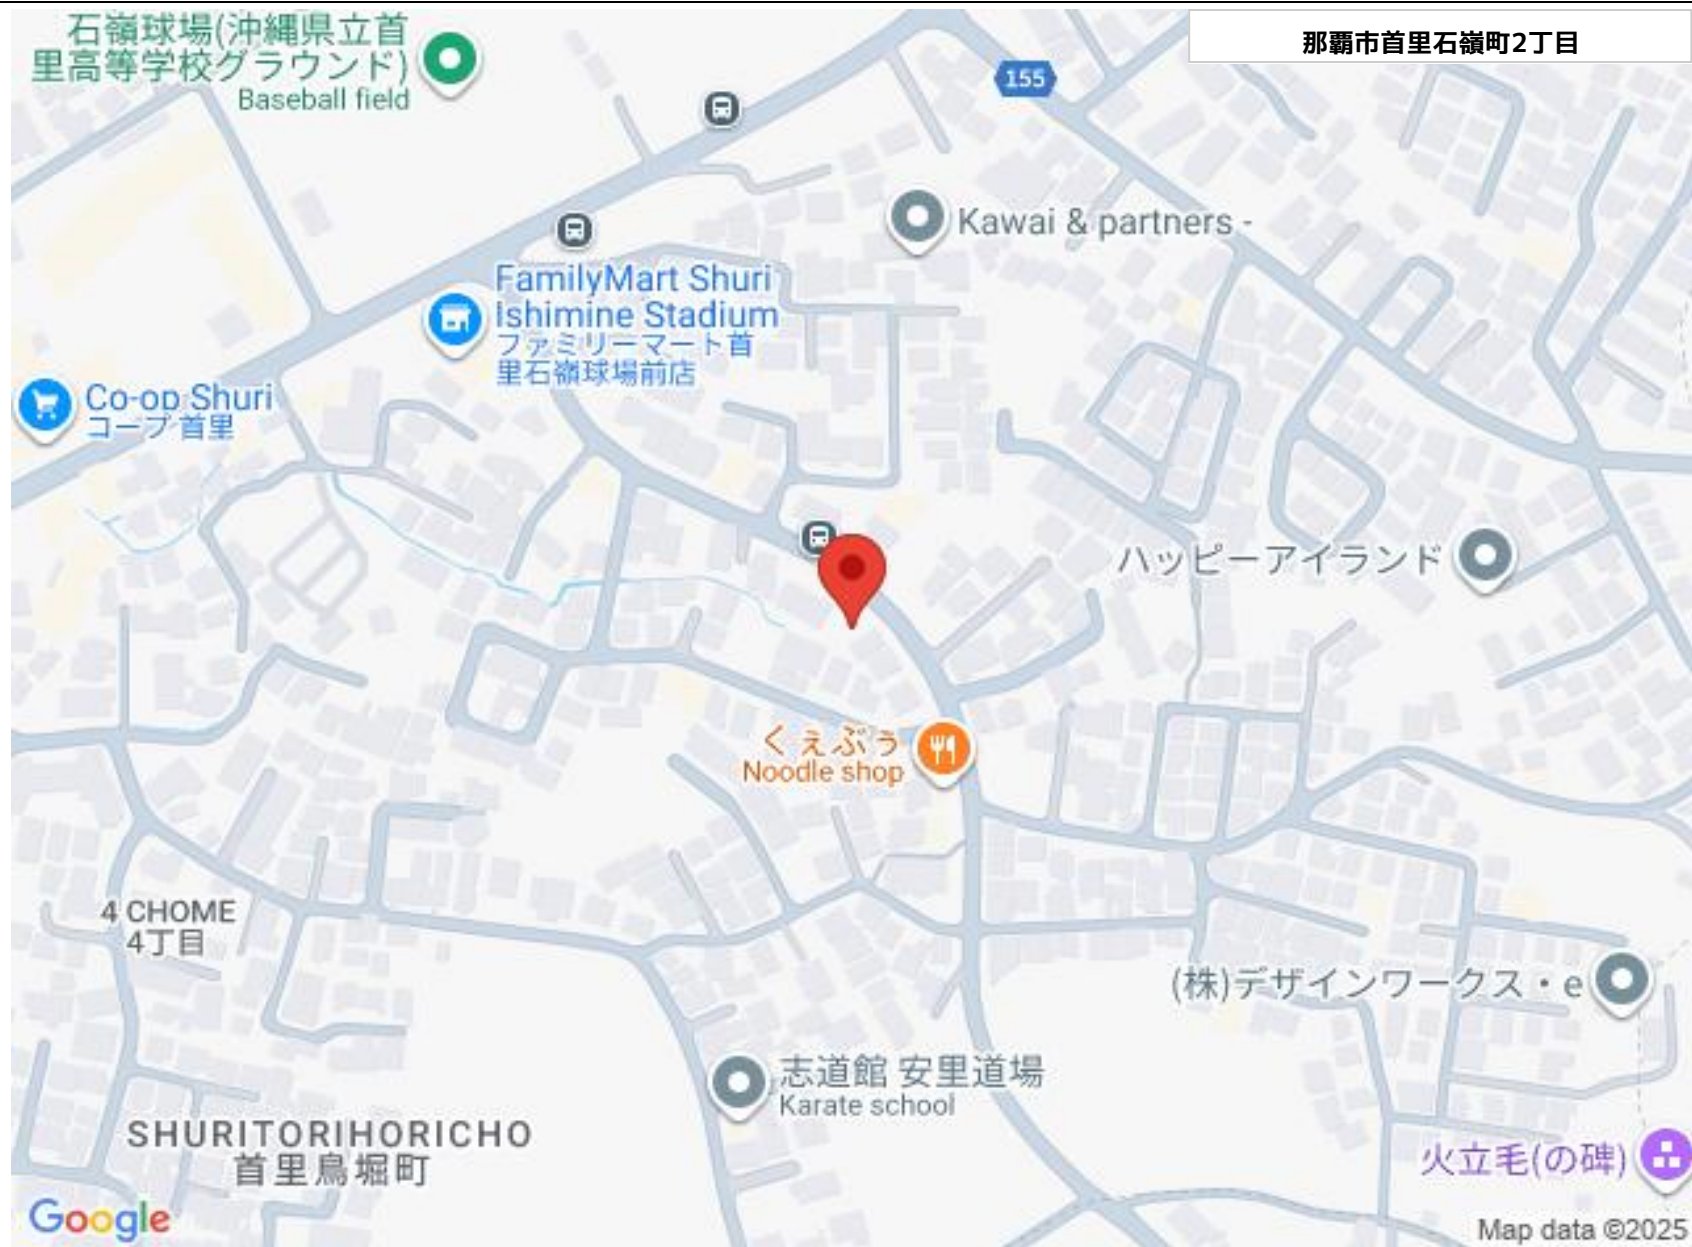 那覇市首里石嶺町2丁目
石嶺球場(沖縄県立首
里高等学校グラウンド)
Baseball field
155
Kawai & partners -
FamilyMart Shuri
Ishimine Stadium
ファミリーマート首
里石嶺球場前店
Co-op Shuri
コープ首里
ハッピーアイランド
くぇぶぅ
Noodle shop
4 CHOME
4丁目
(株)デザインワークス・e
志道館 安里道場
Karate school
SHURITORIHORICHO
首里鳥堀町
火立毛(の碑)
Google
Map data ©2025